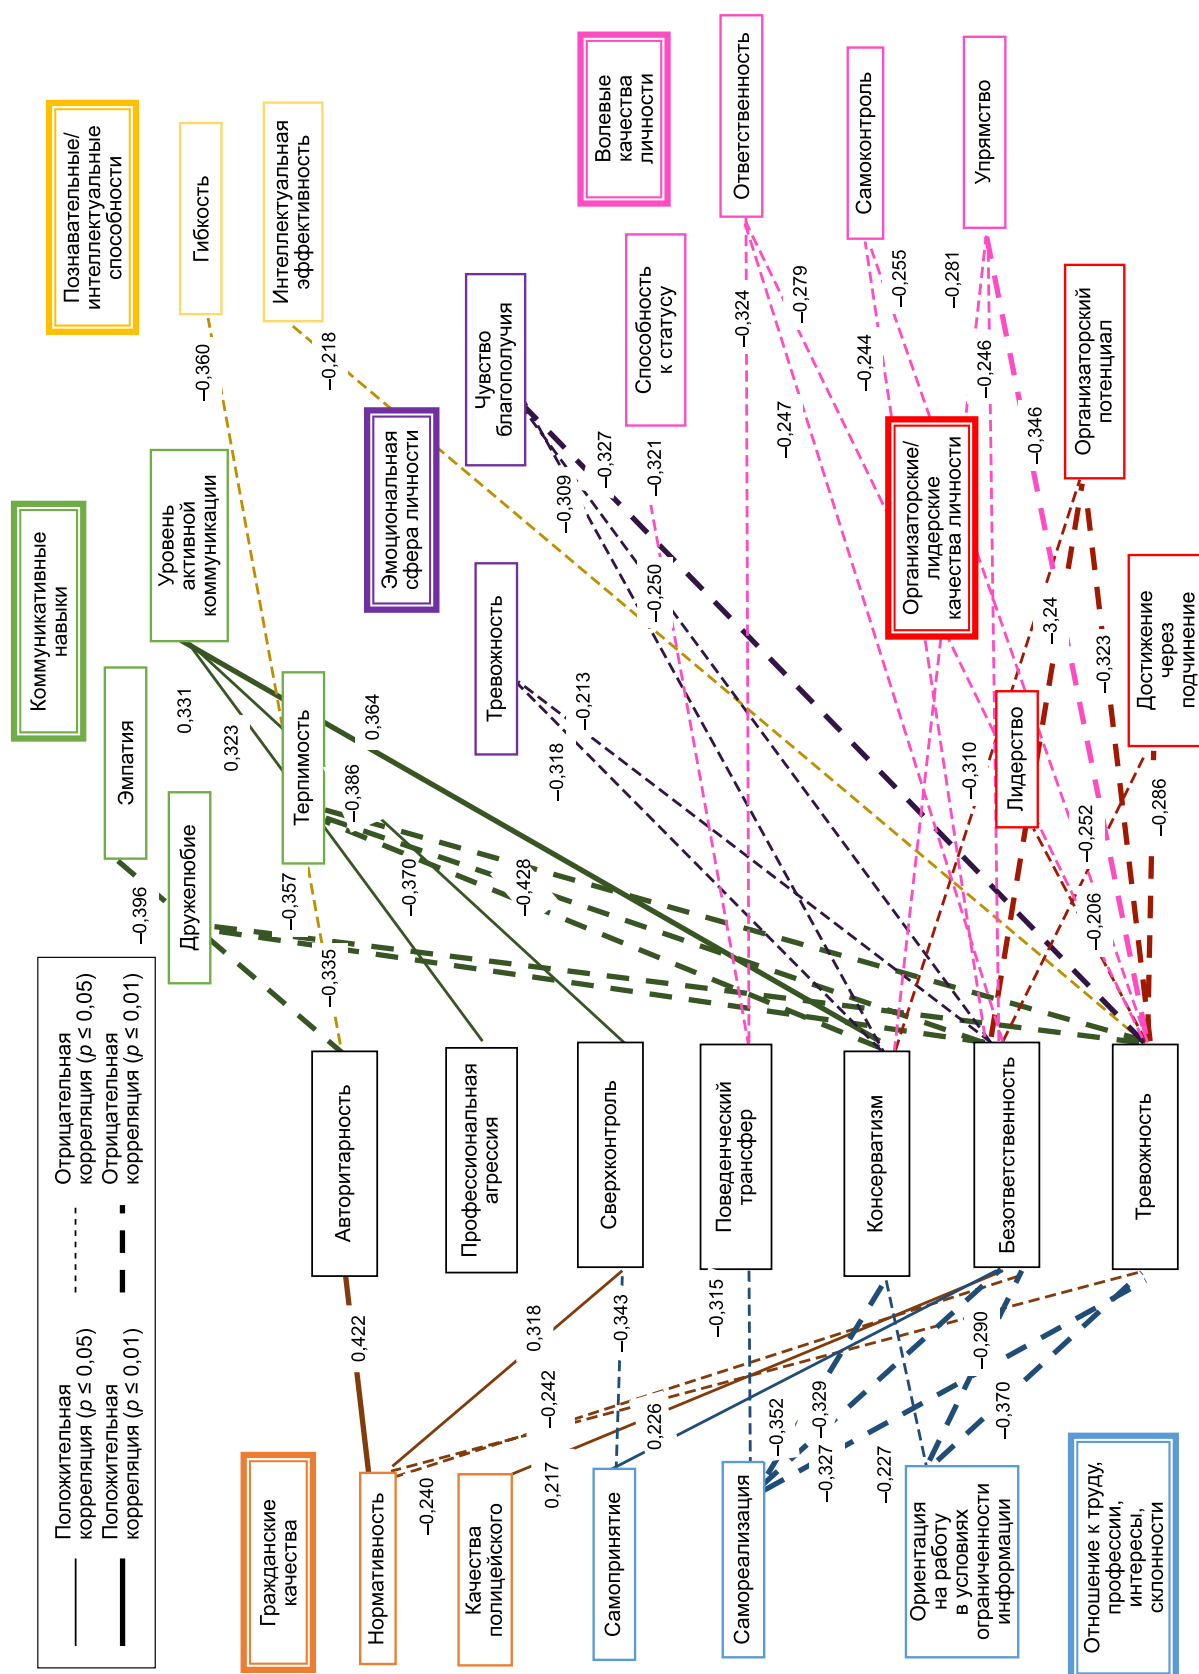 Положительная
корреляция (p ≤ 0,05)
Положительная
корреляция (p ≤ 0,01)
Отрицательная
корреляция (p ≤ 0,05)
Отрицательная
корреляция (p ≤ 0,01)
Коммуникативные
навыки
Познавательные/
интеллектуальные
способности
Дружелюбие
Эмпатия
Уровень
активной
коммуникации
Терпимость
Гибкость
Интеллектуальная
эффективность
Эмоциональная
сфера личности
Тревожность
Чувство
благополучия
Волевые
качества
личности
Способность
к статусу
Ответственность
Самоконтроль
Упрямство
Организаторские/
лидерские
качества личности
Лидерство
Организаторский
потенциал
Достижение
через
подчинение
Авторитарность
Профессиональная
агрессия
Сверхконтроль
Поведенческий
трансфер
Консерватизм
Безответственность
Тревожность
Гражданские
качества
Нормативность
Качества
полицейского
Самопринятие
Самореализация
Ориентация
на работу
в условиях
ограниченности
информации
Отношение к труду,
профессии,
интересы,
склонности
–0,396
0,331
0,323
–0,360
–0,218
–0,357
–0,335
–0,386
0,364
–0,370
–0,428
–0,318
–0,213
–0,309
–0,327
–0,250
–0,321
–0,324
–0,279
–0,247
–0,244
–0,255
–0,281
–0,246
–0,346
–3,24
–0,323
–0,310
–0,252
–0,206
–0,286
0,422
0,318
–0,343
–0,242
–0,240
0,217
0,226
–0,315
–0,352
–0,329
–0,327
–0,227
–0,290
–0,370